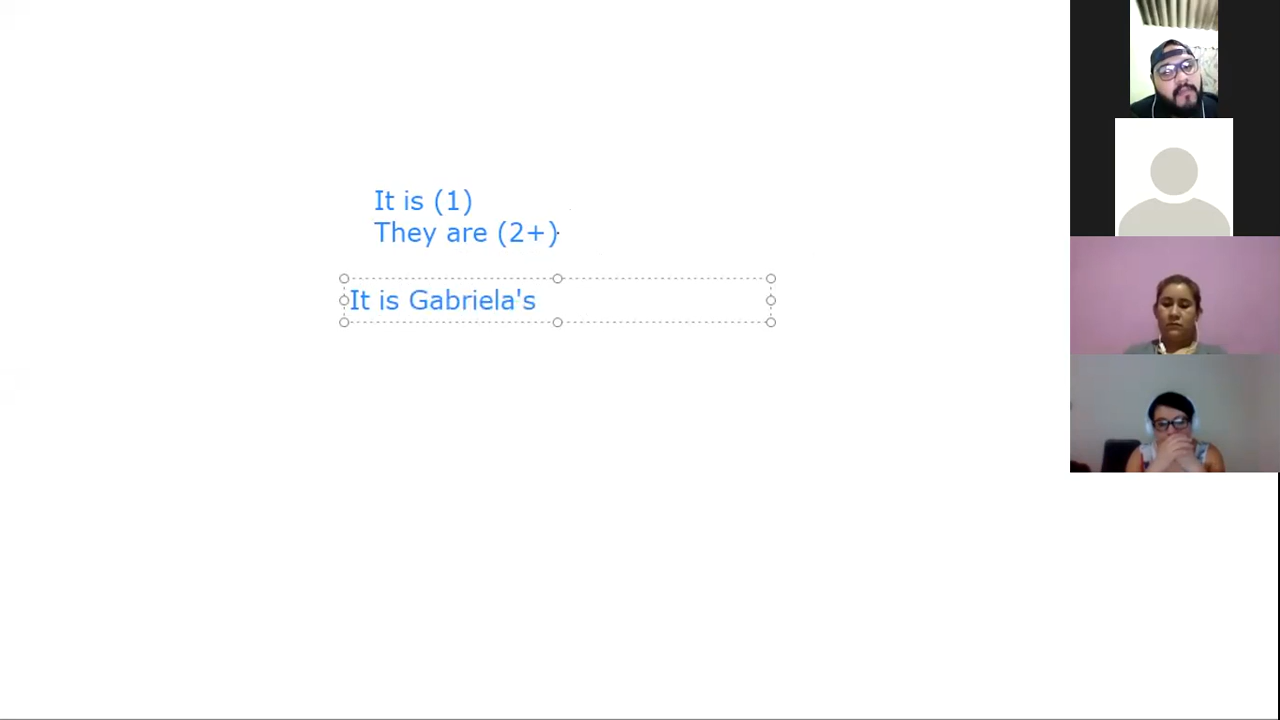 It is (1)
They are (2+)
It is Gabriela's